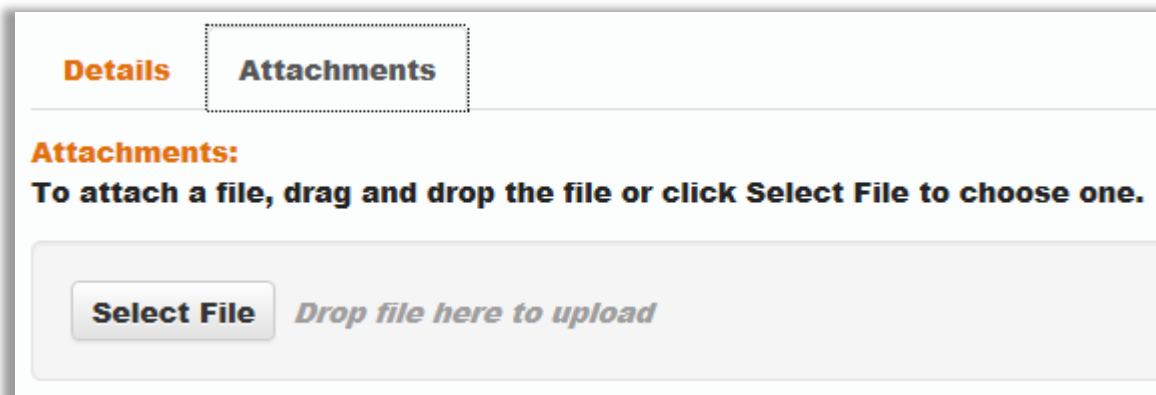 Details Attachments
Attachments:
To attach a file, drag and drop the file or click Select File to choose one.
Select File Drop file here to upload